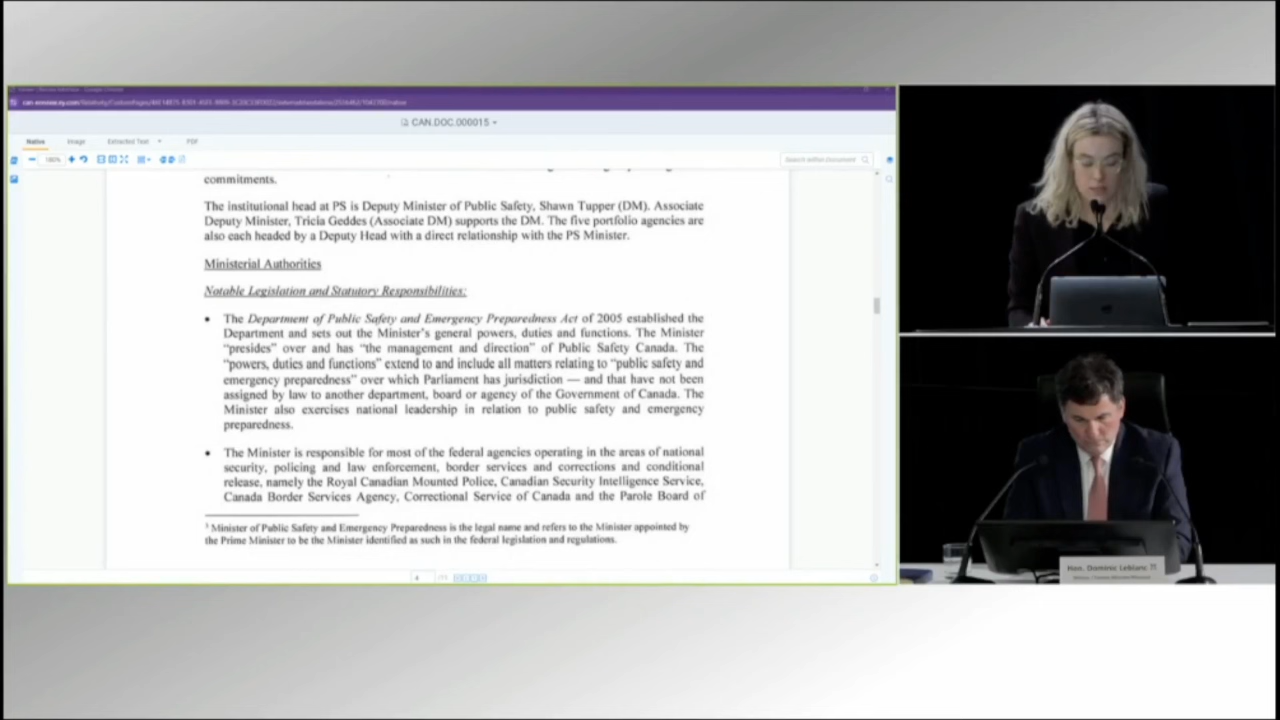 CAN.DOC.000015
Native Image Extracted Text PDF
180%
Search within Document
commitments.
The institutional head at PS is Deputy Minister of Public Safety, Shawn Tupper (DM). Associate
Deputy Minister, Tricia Geddes (Associate DM) supports the DM. The five portfolio agencies are
also each headed by a Deputy Head with a direct relationship with the PS Minister.
Ministerial Authorities
Notable Legislation and Statutory Responsibilities:
• The Department of Public Safety and Emergency Preparedness Act of 2005 established the
Department and sets out the Minister's general powers, duties and functions. The Minister
"presides" over and has "the management and direction" of Public Safety Canada. The
"powers, duties and functions" extend to and include all matters relating to "public safety and
emergency preparedness" over which Parliament has jurisdiction — and that have not been
assigned by law to another department, board or agency of the Government of Canada. The
Minister also exercises national leadership in relation to public safety and emergency
preparedness.
• The Minister is responsible for most of the federal agencies operating in the areas of national
security, policing and law enforcement, border services and corrections and conditional
release, namely the Royal Canadian Mounted Police, Canadian Security Intelligence Service,
Canada Border Services Agency, Correctional Service of Canada and the Parole Board of
Minister of Public Safety and Emergency Preparedness is the legal name and refers to the Minister appointed by
the Prime Minister to be the Minister identified as such in the federal legislation and regulations.
4
Hon. Dominic Leblanc